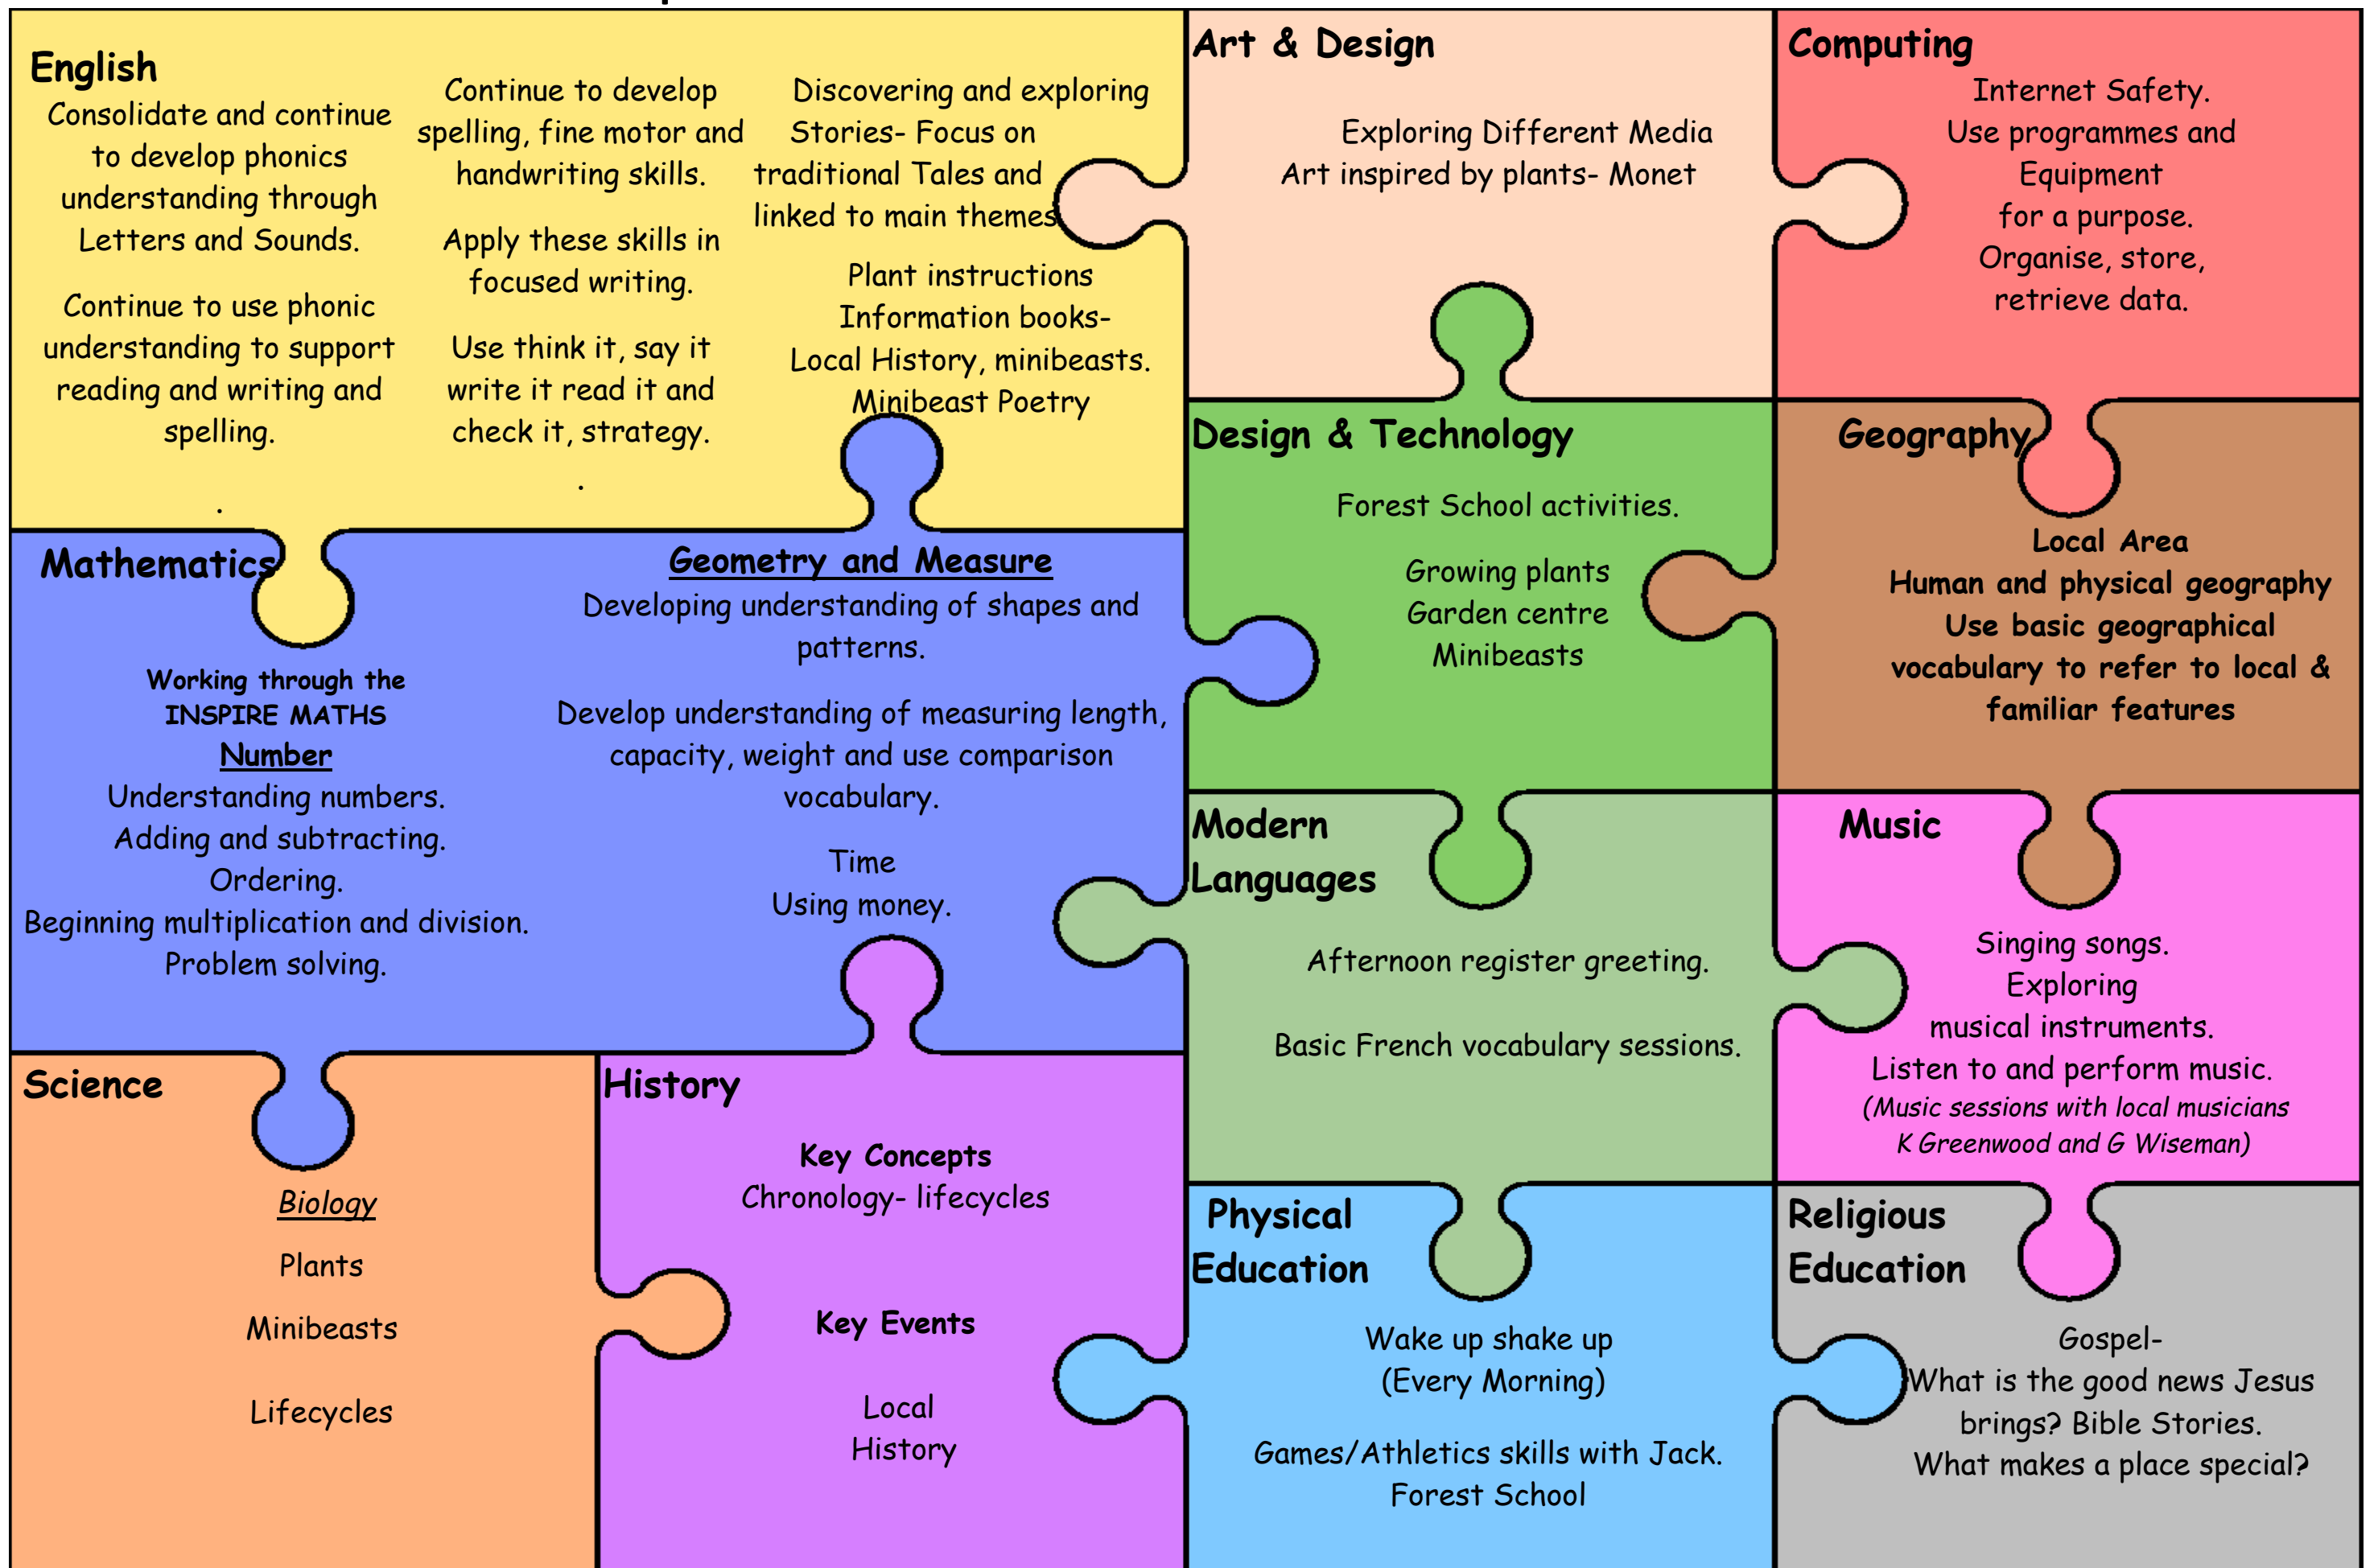 English
Consolidate and continue
to develop phonics
understanding through
Letters and Sounds.
Continue to use phonic
understanding to support
reading and writing and
spelling.
.
Continue to develop
spelling, fine motor and
handwriting skills.
Apply these skills in
focused writing.
Use think it, say it
write it read it and
check it, strategy.
.
Discovering and exploring
Stories- Focus on
traditional Tales and
linked to main themes
Plant instructions
Information books-
Local History, minibeasts.
Minibeast Poetry
Art & Design
Exploring Different Media
Art inspired by plants- Monet
Computing
Internet Safety.
Use programmes and
Equipment
for a purpose.
Organise, store,
retrieve data.
Mathematics
Working through the
INSPIRE MATHS
Number
Understanding numbers.
Adding and subtracting.
Ordering.
Beginning multiplication and division.
Problem solving.
Geometry and Measure
Developing understanding of shapes and
patterns.
Develop understanding of measuring length,
capacity, weight and use comparison
vocabulary.
Time
Using money.
Design & Technology
Forest School activities.
Growing plants
Garden centre
Minibeasts
Geography
Local Area
Human and physical geography
Use basic geographical
vocabulary to refer to local &
familiar features
Modern
Languages
Afternoon register greeting.
Basic French vocabulary sessions.
Music
Singing songs.
Exploring
musical instruments.
Listen to and perform music.
(Music sessions with local musicians
K Greenwood and G Wiseman)
Science
Biology
Plants
Minibeasts
Lifecycles
History
Key Concepts
Chronology- lifecycles
Key Events
Local
History
Physical
Education
Wake up shake up
(Every Morning)
Games/Athletics skills with Jack.
Forest School
Religious
Education
Gospel-
What is the good news Jesus
brings? Bible Stories.
What makes a place special?